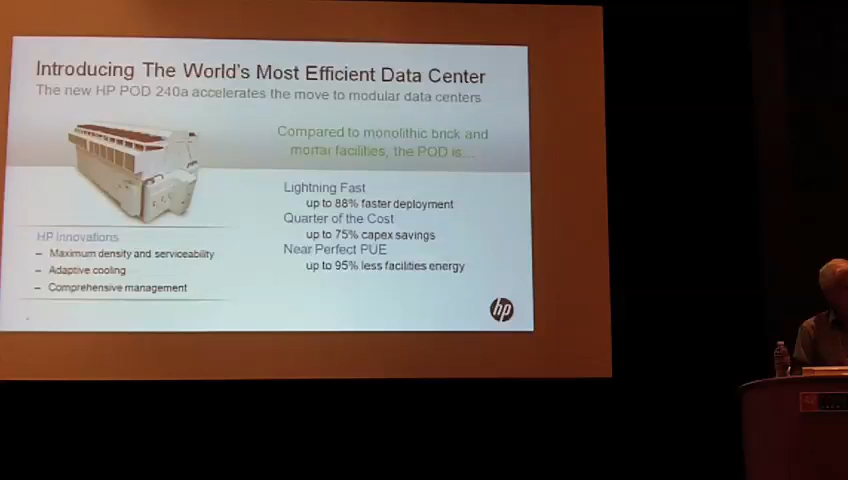 Introducing The World's Most Efficient Data Center
The new HP POD 240a accelerates the move to modular data centers
Compared to monolithic brick and
mortar facilities, the POD is...
Lightning Fast
up to 88% faster deployment
Quarter of the Cost
up to 75% capex savings
Near Perfect PUE
up to 95% less facilities energy
HP Innovations
– Maximum density and serviceability
– Adaptive cooling
– Comprehensive management
hp